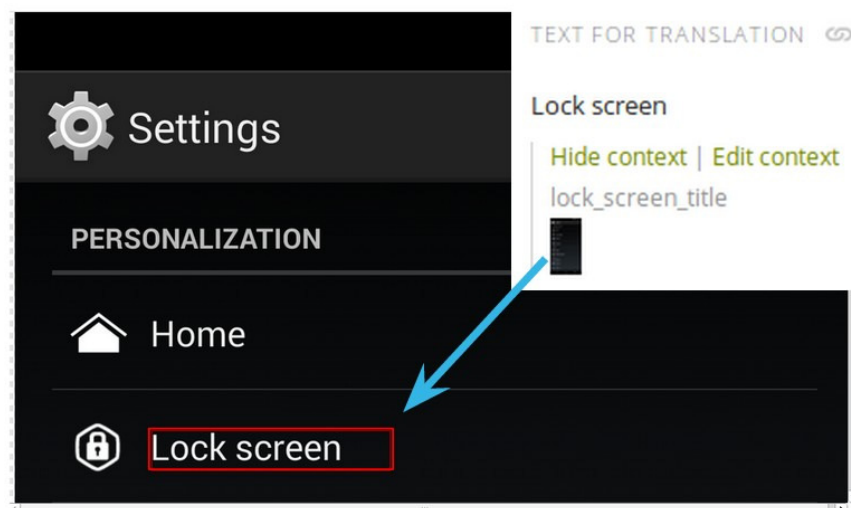 TEXT FOR TRANSLATION
Lock screen
Hide context | Edit context
lock_screen_title
Settings
PERSONALIZATION
Home
Lock screen